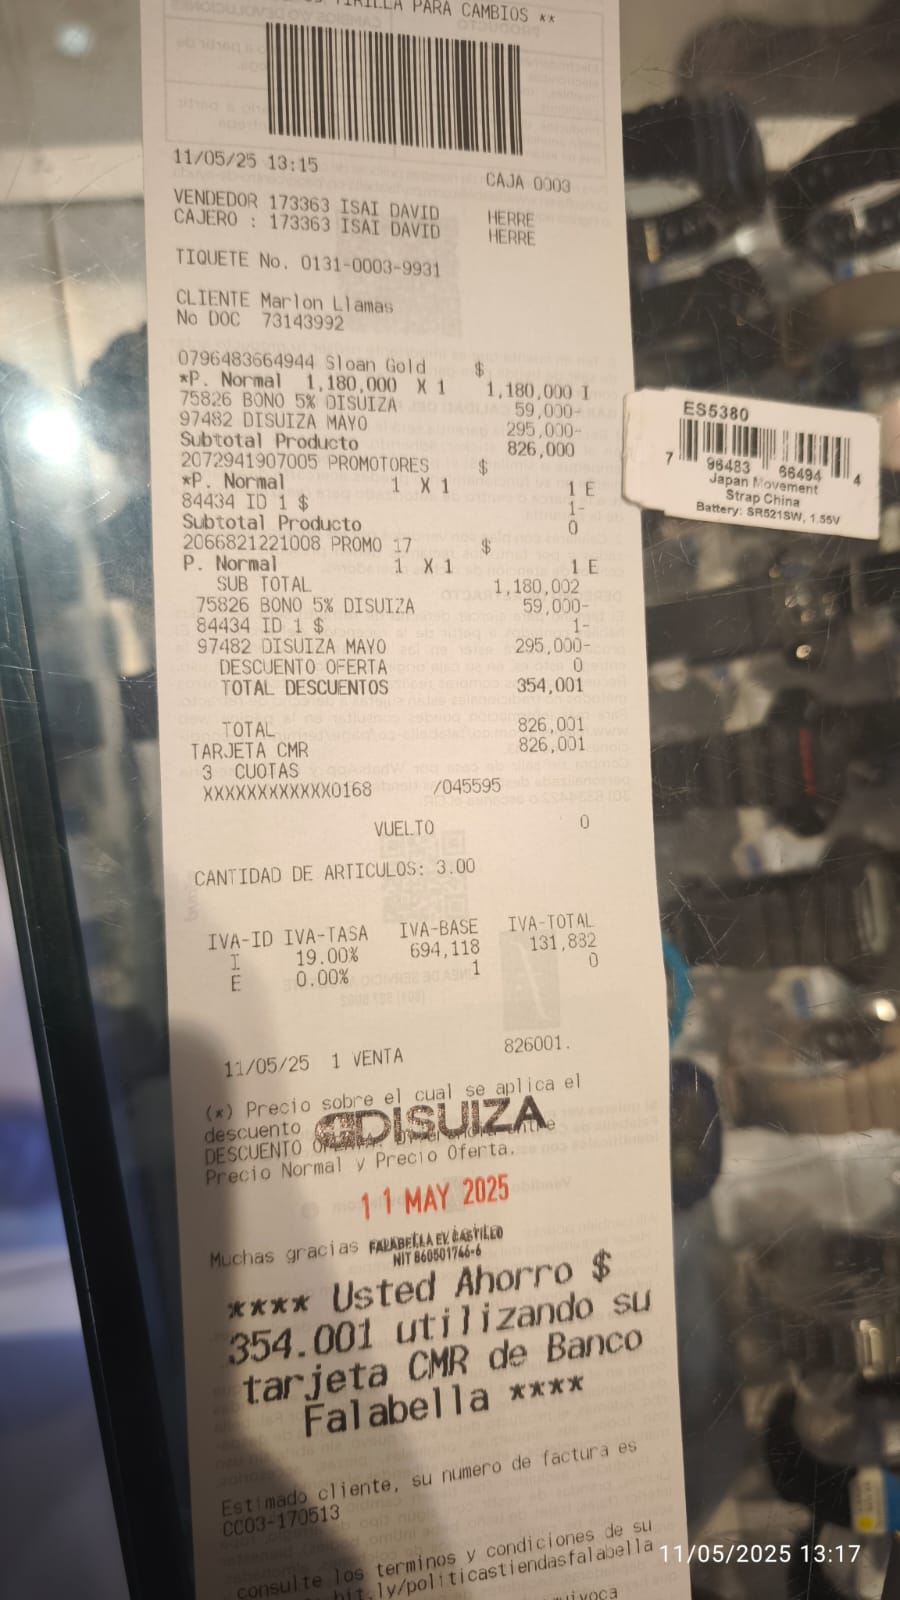 TIRILLA PARA CAMBIOS **
11/05/25 13:15 CAJA 0003
VENDEDOR 173363 ISAI DAVID HERRE
CAJERO : 173363 ISAI DAVID HERRE
TIQUETE No. 0131-0003-9931
CLIENTE Marlon Llamas
No DOC 73143992
0796483664944 Sloan Gold $
*P. Normal 1,180,000 X 1 1,180,000 I
75826 BONO 5% DISUIZA 59,000-
97482 DISUIZA MAYO 295,000-
Subtotal Producto 826,000
2072941907005 PROMOTORES $
*P. Normal 1 X 1 1 E
84434 ID 1 $ 1-
Subtotal Producto 0
2066821221008 PROMO 17 $
P. Normal 1 X 1 1 E
SUB TOTAL 1,180,002
75826 BONO 5% DISUIZA 59,000-
84434 ID 1 $ 1-
97482 DISUIZA MAYO 295,000-
DESCUENTO OFERTA 0
TOTAL DESCUENTOS 354,001
TOTAL 826,001
TARJETA CMR 826,001
3 CUOTAS
XXXXXXXXXXXX0168 /045595
VUELTO 0
CANTIDAD DE ARTICULOS: 3.00
IVA-ID IVA-TASA IVA-BASE IVA-TOTAL
I 19.00% 694,118 131,882
E 0.00% 1 0
11/05/25 1 VENTA 826001.
(*) Precio sobre el cual se aplica el
descuento
DISUIZA
DESCUENTO
Precio Normal y Precio Oferta.
11 MAY 2025
Muchas gracias
FALABELLA EL CASTILLO
NIT 860501766-6
**** Usted Ahorro $
354.001 utilizando su
tarjeta CMR de Banco
Falabella ****
Estimado cliente, su numero de factura es
CC03-170513
consulte los terminos y condiciones de su
bit.ly/politicastiendasfalabella
ES5380
7 96483 66494 4
Japan Movement
Strap China
Battery: SR521SW, 1.55V
11/05/2025 13:17